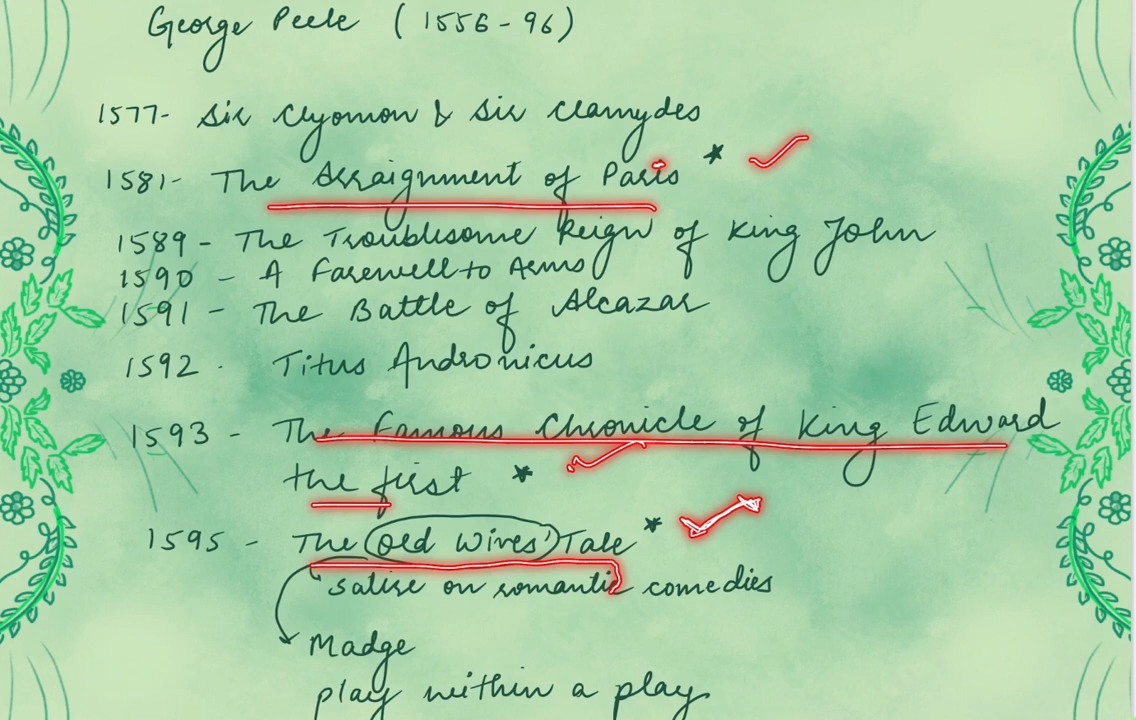 George Peele (1556-96)
1577- Sir Clyomon & Sir Clamydes
1581- The Arraignment of Paris *
1589 - The Troublesome Reign of King John
1590 - A Farewell to Arms
1591 - The Battle of Alcazar
1592 - Titus Andronicus
1593 - The Famous Chronicle of King Edward
the first *
1595 - The Old Wives' Tale *
satire on romantic comedies
Madge
play within a play